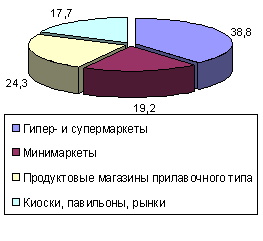 17,7
38,8
24,3
19,2
Гипер- и супермаркеты
Минимаркеты
Продуктовые магазины прилавочного типа
Киоски, павильоны, рынки